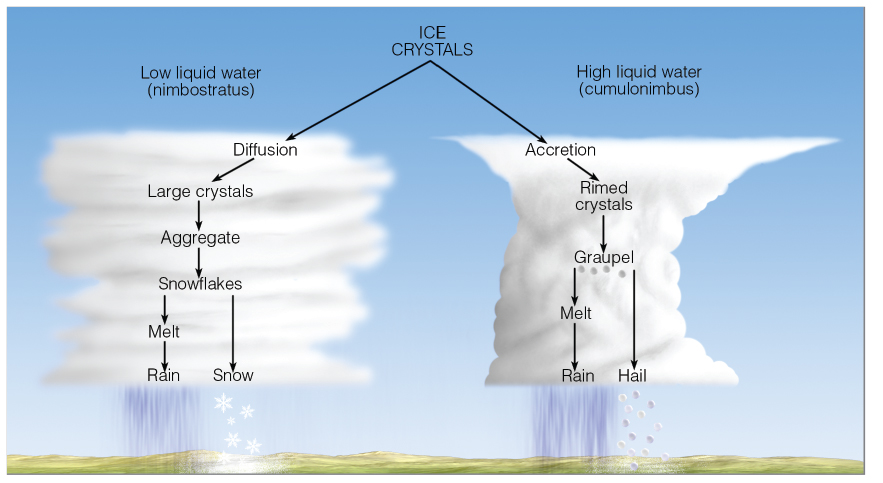 ICE
CRYSTALS
Low liquid water
(nimbostratus)
High liquid water
(cumulonimbus)
Diffusion
Large crystals
Aggregate
Snowflakes
Melt
Rain
Snow
Accretion
Rimed
crystals
Graupel
Melt
Rain
Hail